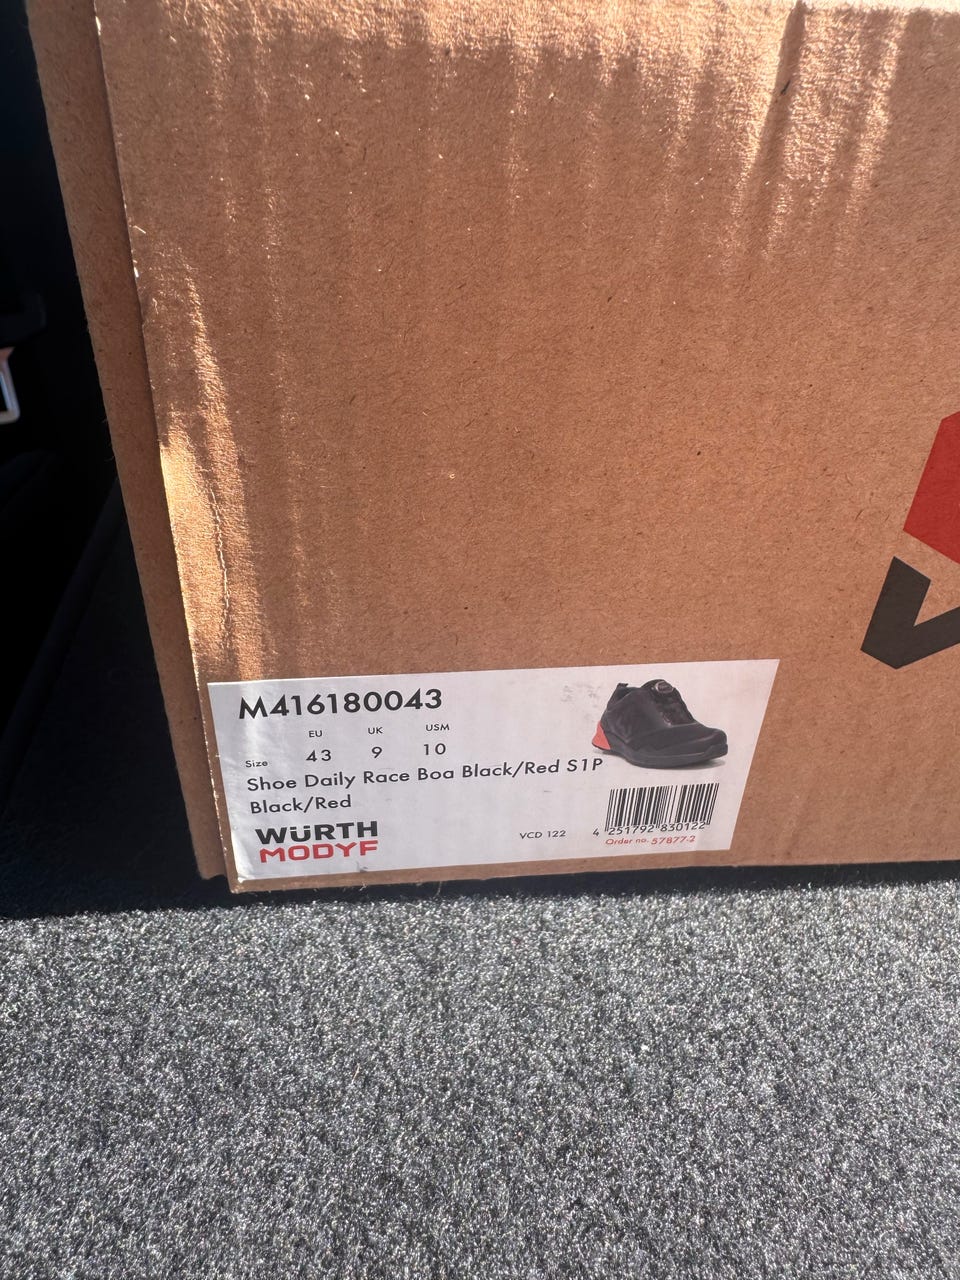 M416180043
EU UK USM
Size 43 9 10
Shoe Daily Race Boa Black/Red S1P
Black/Red
WÜRTH
MODYF
VCD 122
4 251792 830122
Order no. 57877-2